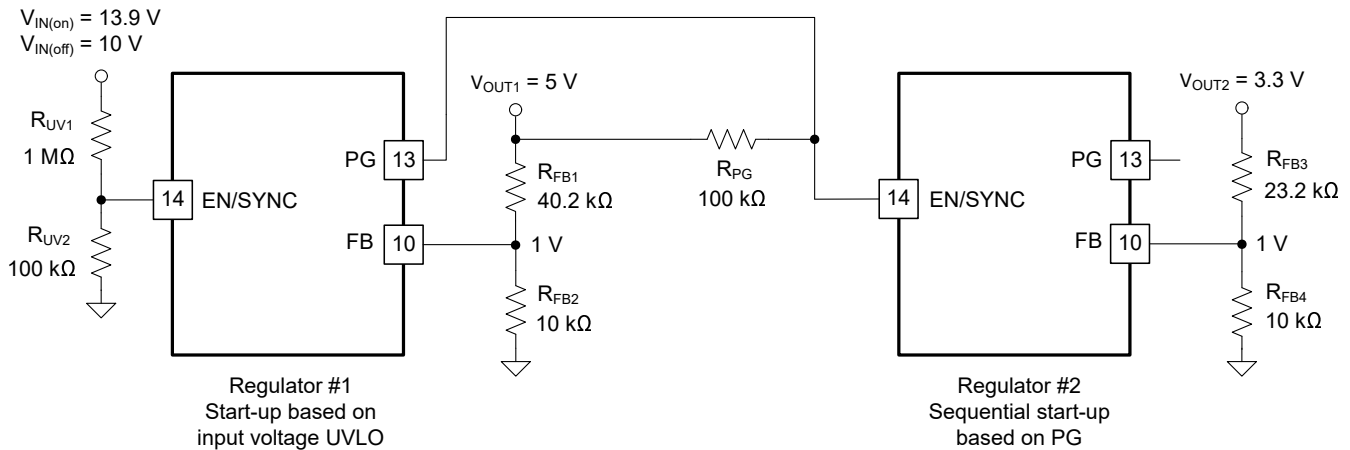 V_IN(on) = 13.9 V
V_IN(off) = 10 V
R_UV1
1 MΩ
R_UV2
100 kΩ
14
EN/SYNC
PG
13
FB
10
V_OUT1 = 5 V
R_FB1
40.2 kΩ
1 V
R_FB2
10 kΩ
R_PG
100 kΩ
14
EN/SYNC
PG
13
FB
10
V_OUT2 = 3.3 V
R_FB3
23.2 kΩ
1 V
R_FB4
10 kΩ
Regulator #1
Start-up based on
input voltage UVLO
Regulator #2
Sequential start-up
based on PG